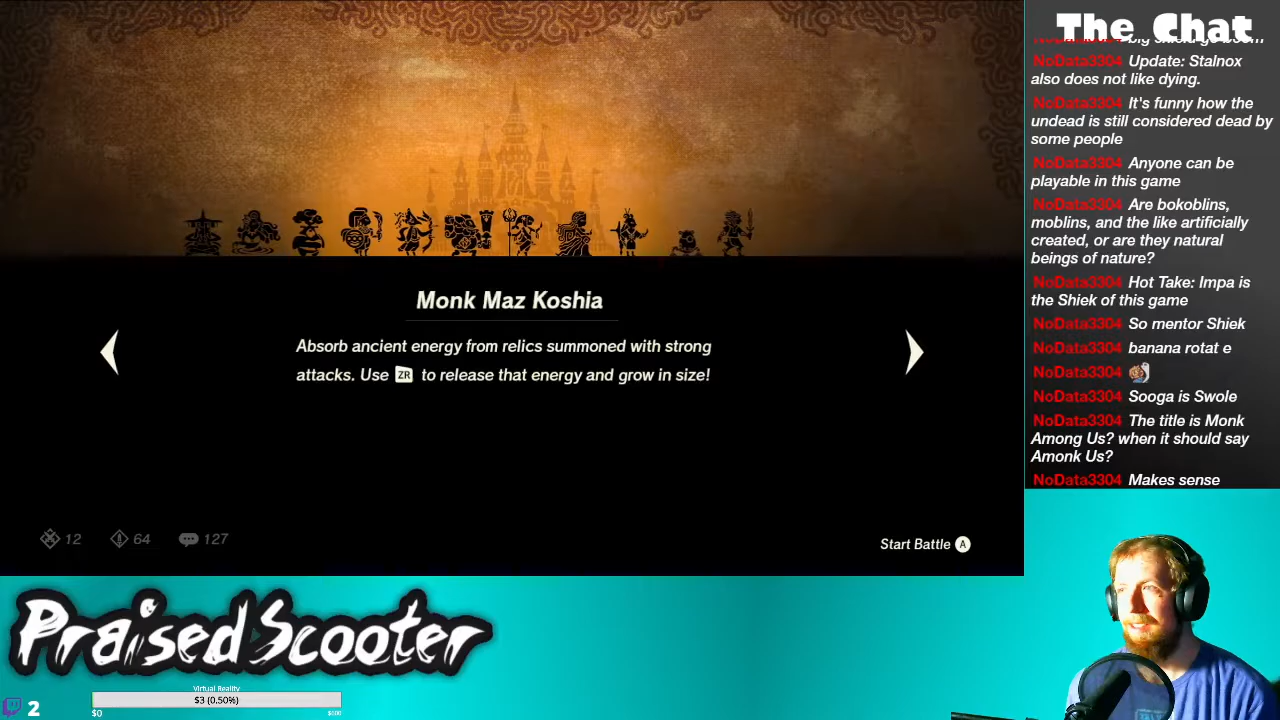 The Chat
NoData3304 Update: Stalnox
also does not like dying.
NoData3304 It's funny how the
undead is still considered dead by
some people
NoData3304 Anyone can be
playable in this game
NoData3304 Are bokoblins,
moblins, and the like artificially
created, or are they natural
beings of nature?
NoData3304 Hot Take: Impa is
the Shiek of this game
NoData3304 So mentor Shiek
NoData3304 banana rotat e
NoData3304
NoData3304 Sooga is Swole
NoData3304 The title is Monk
Among Us? when it should say
Amonk Us?
NoData3304 Makes sense
Monk Maz Koshia
Absorb ancient energy from relics summoned with strong
attacks. Use ZR to release that energy and grow in size!
12 64 127
Start Battle A
Praised Scooter
Virtual Reality
$3 (0.50%)
2 $0